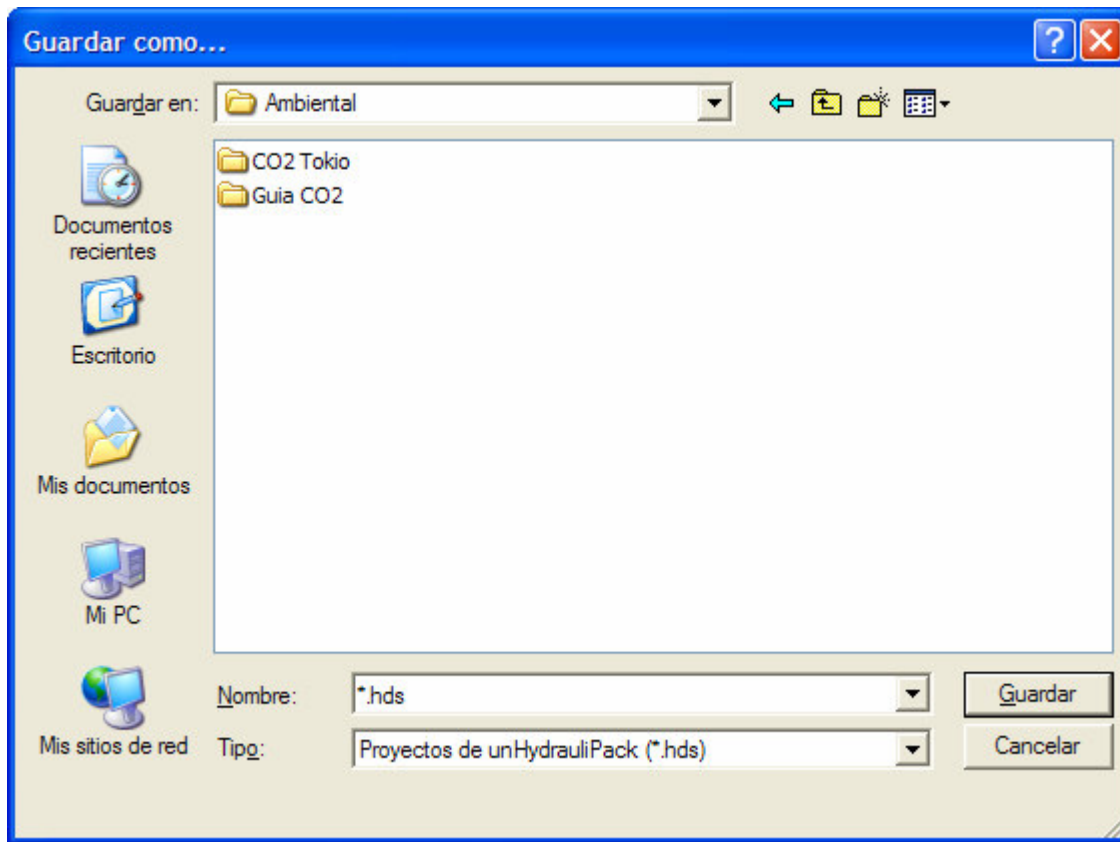 Guardar como...
Guardar en:
Ambiental
CO2 Tokio
Guia CO2
Documentos
recientes
Escritorio
Mis documentos
Mi PC
Mis sitios de red
Nombre:
*.hds
Guardar
Tipo:
Proyectos de unHydrauliPack (*.hds)
Cancelar